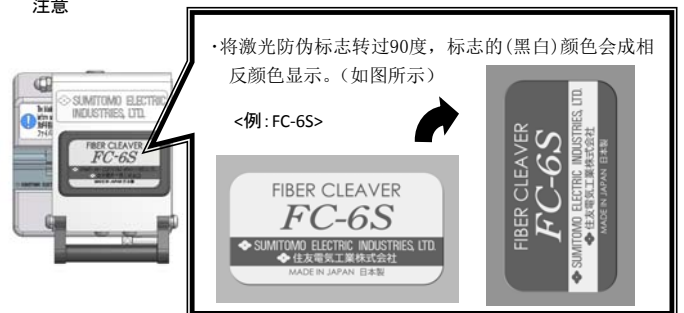 注意
·将激光防伪标志转过90度，标志的(黑白)颜色会成相
反颜色显示。（如图所示）
<例:FC-6S>
SUMITOMO ELECTRIC
INDUSTRIES, LTD.
FIBER CLEAVER
FC-6S
FIBER CLEAVER
FC-6S
SUMITOMO ELECTRIC INDUSTRIES, LTD.
住友電気工業株式会社
MADE IN JAPAN 日本製
FIBER CLEAVER
FC-6S
SUMITOMO ELECTRIC INDUSTRIES, LTD.
住友電気工業株式会社
MADE IN JAPAN 日本製